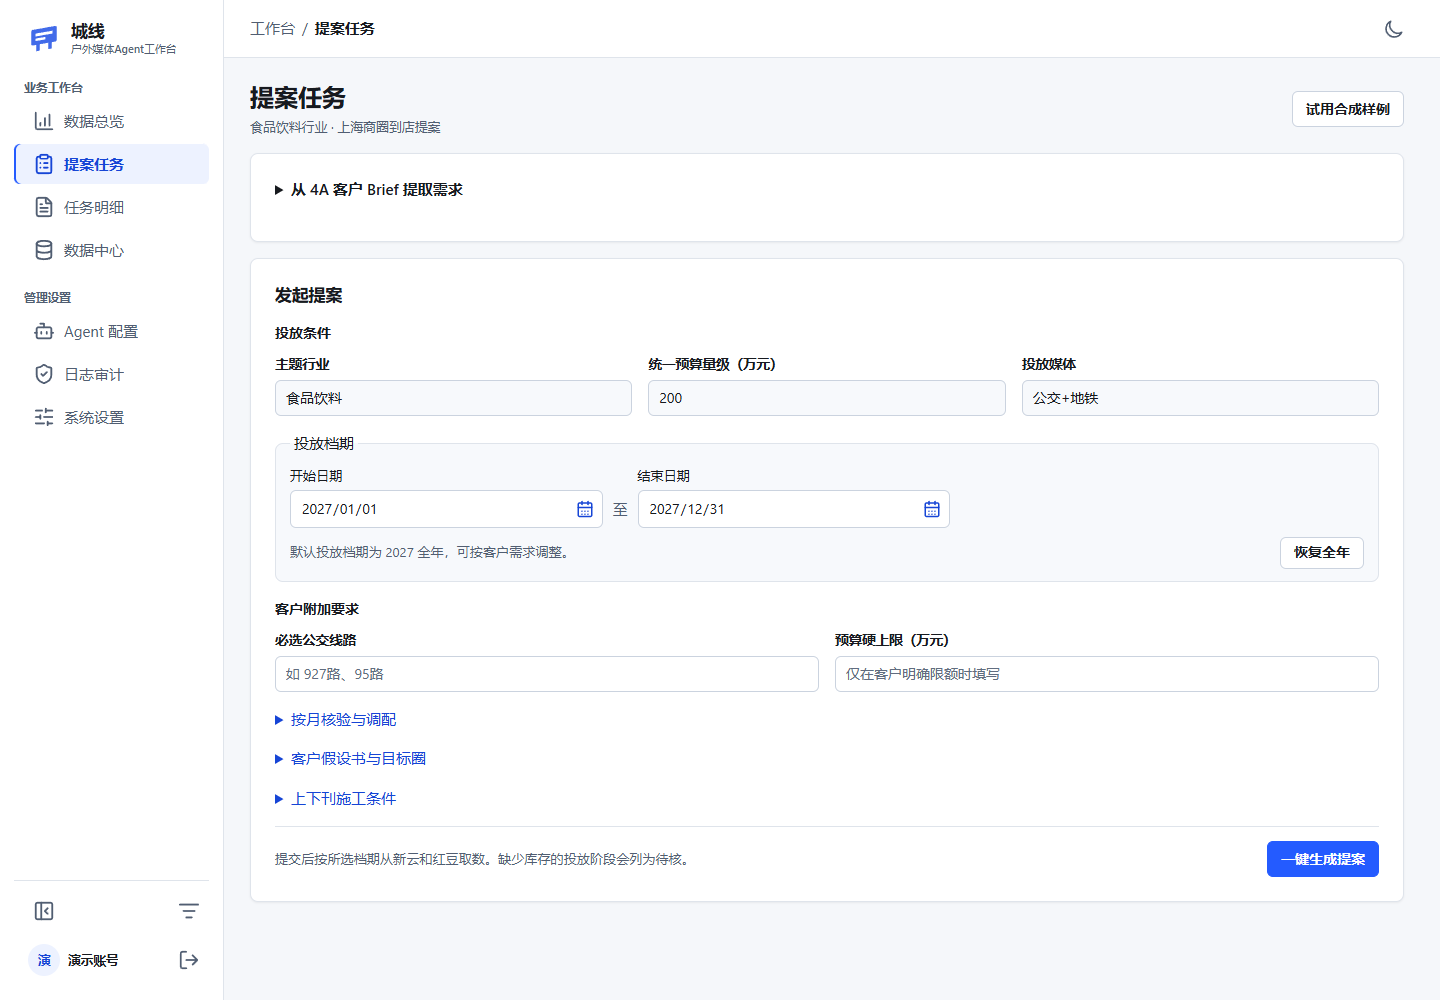 城线
户外媒体Agent工作台
业务工作台
数据总览
提案任务
任务明细
数据中心
管理设置
Agent 配置
日志审计
系统设置
演
演示账号
工作台 / 提案任务
提案任务
食品饮料行业 · 上海商圈到店提案
试用合成样例
从 4A 客户 Brief 提取需求
发起提案
投放条件
主题行业
统一预算量级（万元）
投放媒体
食品饮料
200
公交+地铁
投放档期
开始日期
结束日期
2027/01/01
至
2027/12/31
默认投放档期为 2027 全年，可按客户需求调整。
恢复全年
客户附加要求
必选公交线路
预算硬上限（万元）
如 927路、95路
仅在客户明确限额时填写
按月核验与调配
客户假设书与目标圈
上下刊施工条件
提交后按所选档期从新云和红豆取数。缺少库存的投放阶段会列为待核。
一键生成提案